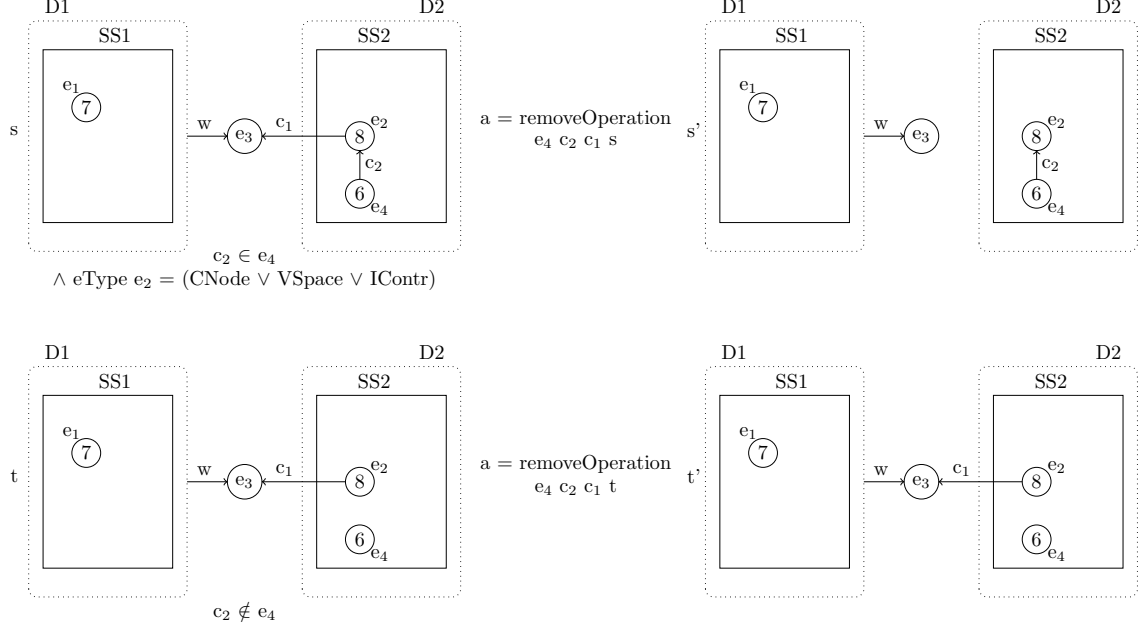 D1 D2 D1 D2
SS1 SS2 SS1 SS2
e1 7 e1 7
s w e3 c1 8 e2 a = removeOperation s' w e3 8 e2
e4 c2 c1 s
c2 c2
6 e4 6 e4
c2 ∈ e4
∧ eType e2 = (CNode ∨ VSpace ∨ IContr)
D1 D2 D1 D2
SS1 SS2 SS1 SS2
e1 7 e1 7
t w e3 c1 8 e2 a = removeOperation t' w e3 c1 8 e2
e4 c2 c1 t
6 e4 6 e4
c2 ∉ e4